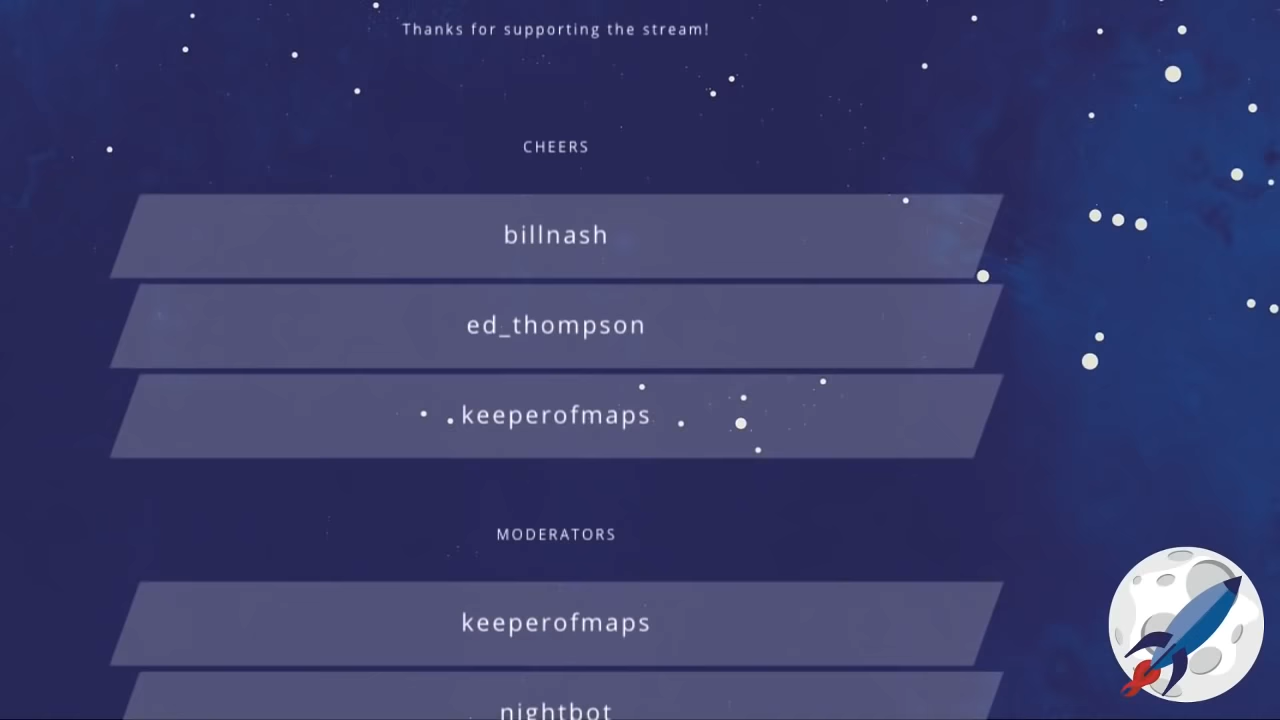 Thanks for supporting the stream!
CHEERS
billnash
ed_thompson
keeperofmaps
MODERATORS
keeperofmaps
nightbot